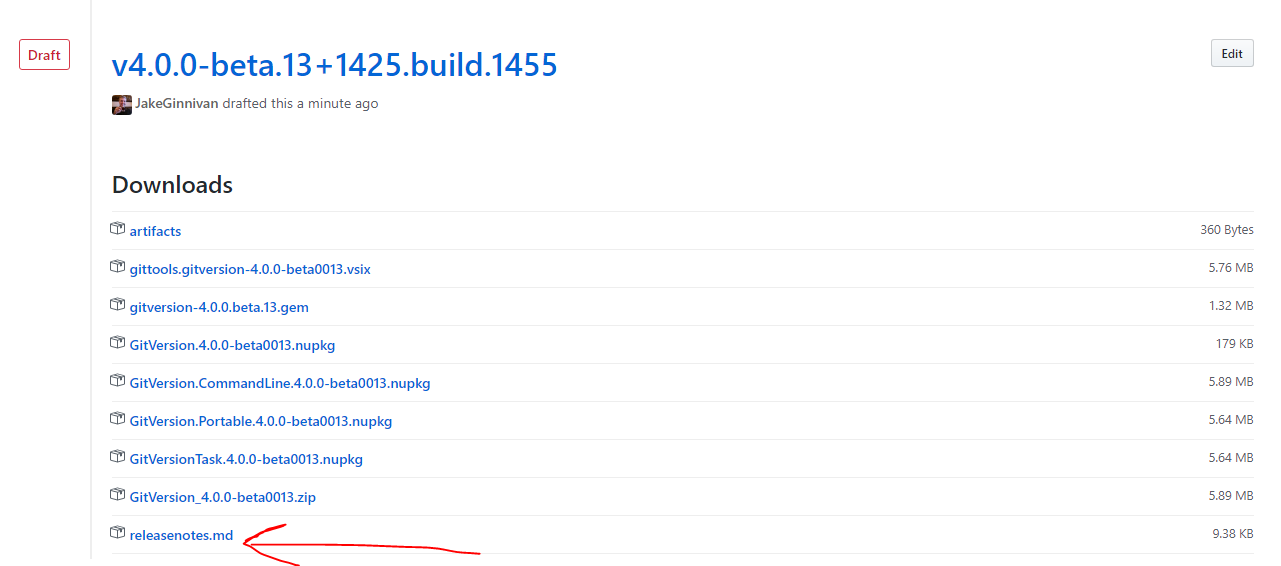 Draft
v4.0.0-beta.13+1425.build.1455
Edit
JakeGinnivan drafted this a minute ago
Downloads
artifacts 360 Bytes
gittools.gitversion-4.0.0-beta0013.vsix 5.76 MB
gitversion-4.0.0.beta.13.gem 1.32 MB
GitVersion.4.0.0-beta0013.nupkg 179 KB
GitVersion.CommandLine.4.0.0-beta0013.nupkg 5.89 MB
GitVersion.Portable.4.0.0-beta0013.nupkg 5.64 MB
GitVersionTask.4.0.0-beta0013.nupkg 5.64 MB
GitVersion_4.0.0-beta0013.zip 5.89 MB
releasenotes.md 9.38 KB